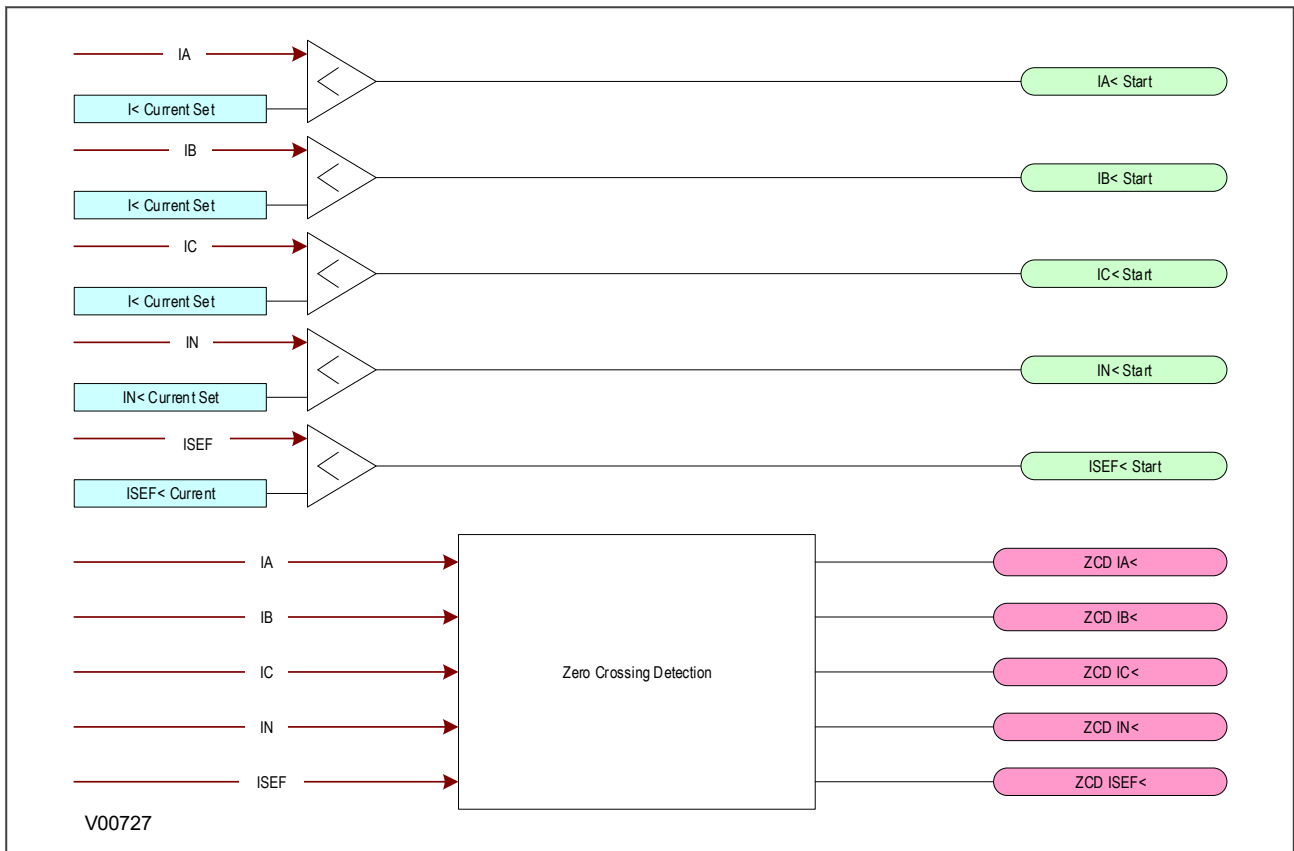 IA
IA< Start
I< Current Set
IB
IB< Start
I< Current Set
IC
IC< Start
I< Current Set
IN
IN< Start
IN< Current Set
ISEF
ISEF< Start
ISEF< Current
IA
ZCD IA<
IB
ZCD IB<
IC
Zero Crossing Detection
ZCD IC<
IN
ZCD IN<
ISEF
ZCD ISEF<
V00727